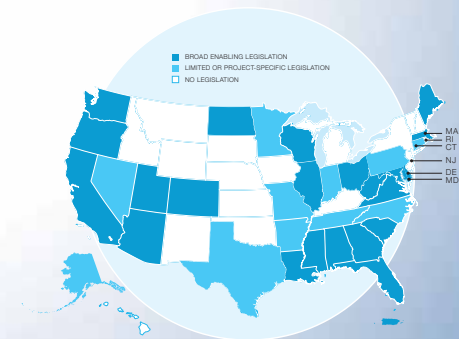 BROAD ENABLING LEGISLATION
LIMITED OR PROJECT-SPECIFIC LEGISLATION
NO LEGISLATION
MA
RI
CT
NJ
DE
MD